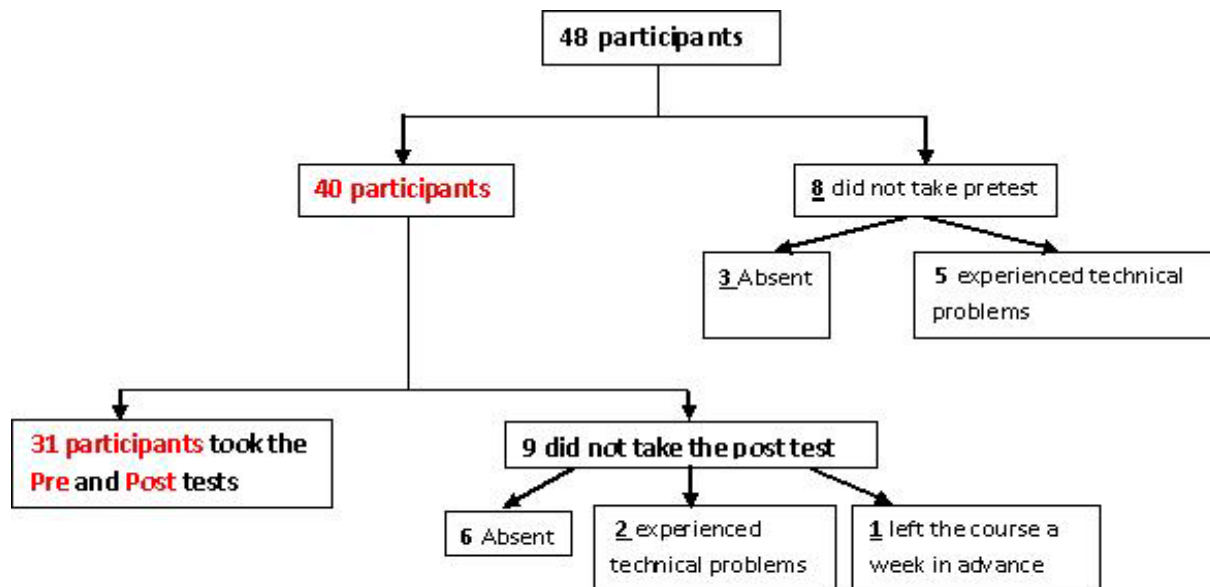 48 participants
40 participants
8 did not take pretest
3 Absent
5 experienced technical
problems
31 participants took the
Pre and Post tests
9 did not take the post test
6 Absent
2 experienced
technical problems
1 left the course a
week in advance